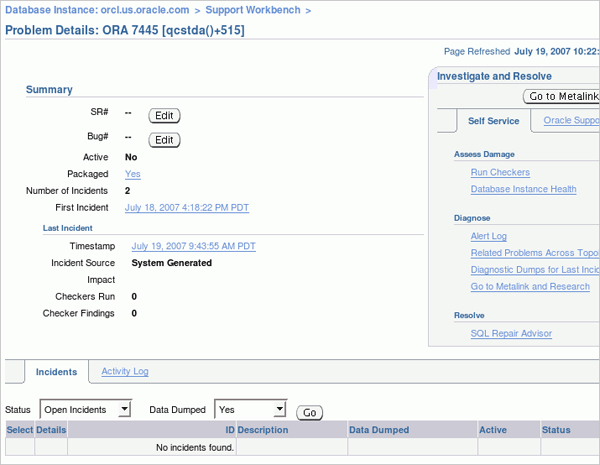 Database Instance: orcl.us.oracle.com > Support Workbench >
Problem Details: ORA 7445 [qcstda()+515]
Page Refreshed July 19, 2007 10:22:
Summary
SR# -- Edit
Bug# -- Edit
Active No
Packaged Yes
Number of Incidents 2
First Incident July 18, 2007 4:18:22 PM PDT
Last Incident
Timestamp July 19, 2007 9:43:55 AM PDT
Incident Source System Generated
Impact
Checkers Run 0
Checker Findings 0
Investigate and Resolve
Go to Metalink
Self Service Oracle Suppo
Assess Damage
Run Checkers
Database Instance Health
Diagnose
Alert Log
Related Problems Across Topo
Diagnostic Dumps for Last Incid
Go to Metalink and Research
Resolve
SQL Repair Advisor
Incidents Activity Log
Status Open Incidents Data Dumped Yes Go
Select Details ID Description Data Dumped Active Status
No incidents found.